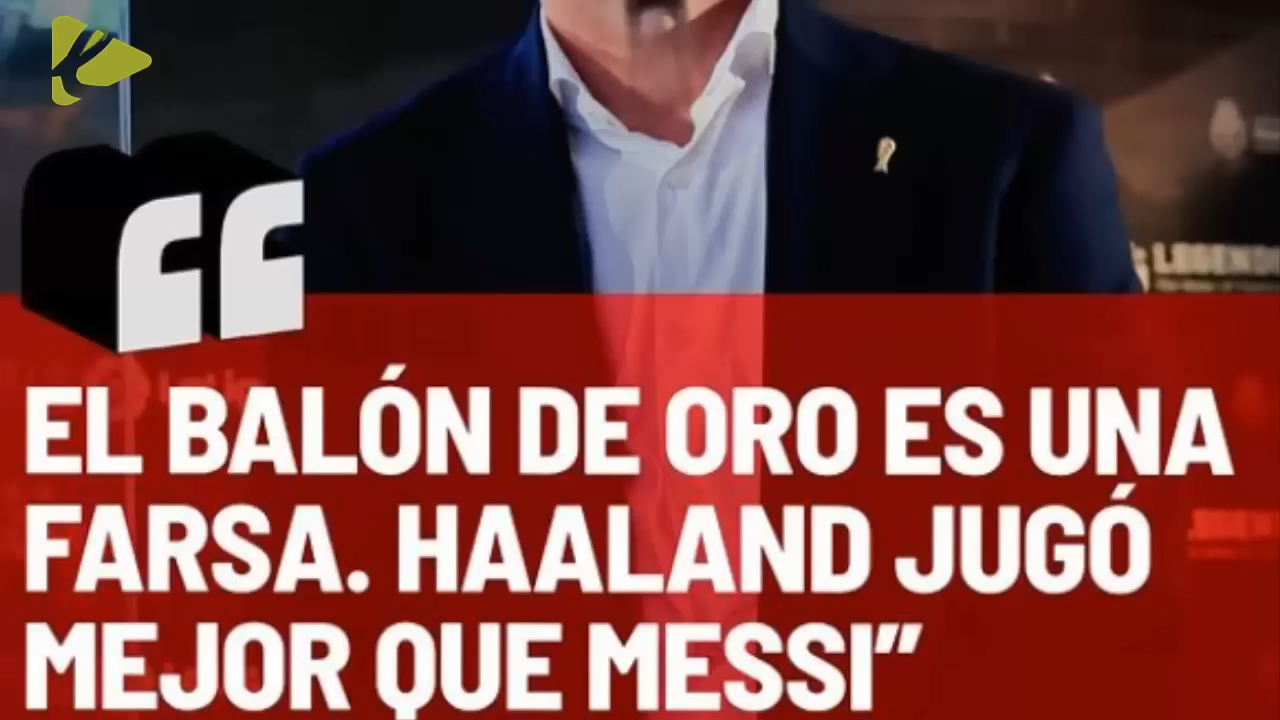 “
EL BALÓN DE ORO ES UNA
FARSA. HAALAND JUGÓ
MEJOR QUE MESSI”